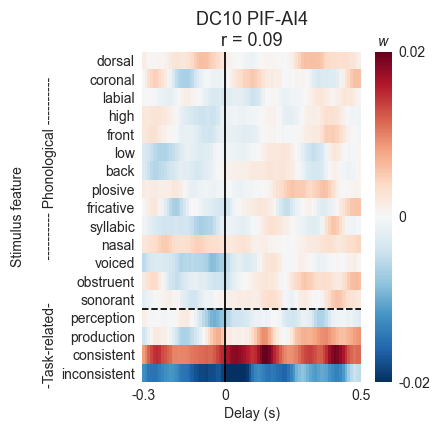 DC10 PIF-AI4
r = 0.09
w
Stimulus feature
---------- Phonological ----------
-Task-related-
dorsal
coronal
labial
high
front
low
back
plosive
fricative
syllabic
nasal
voiced
obstruent
sonorant
perception
production
consistent
inconsistent
0.02
0
-0.02
-0.3
0
0.5
Delay (s)